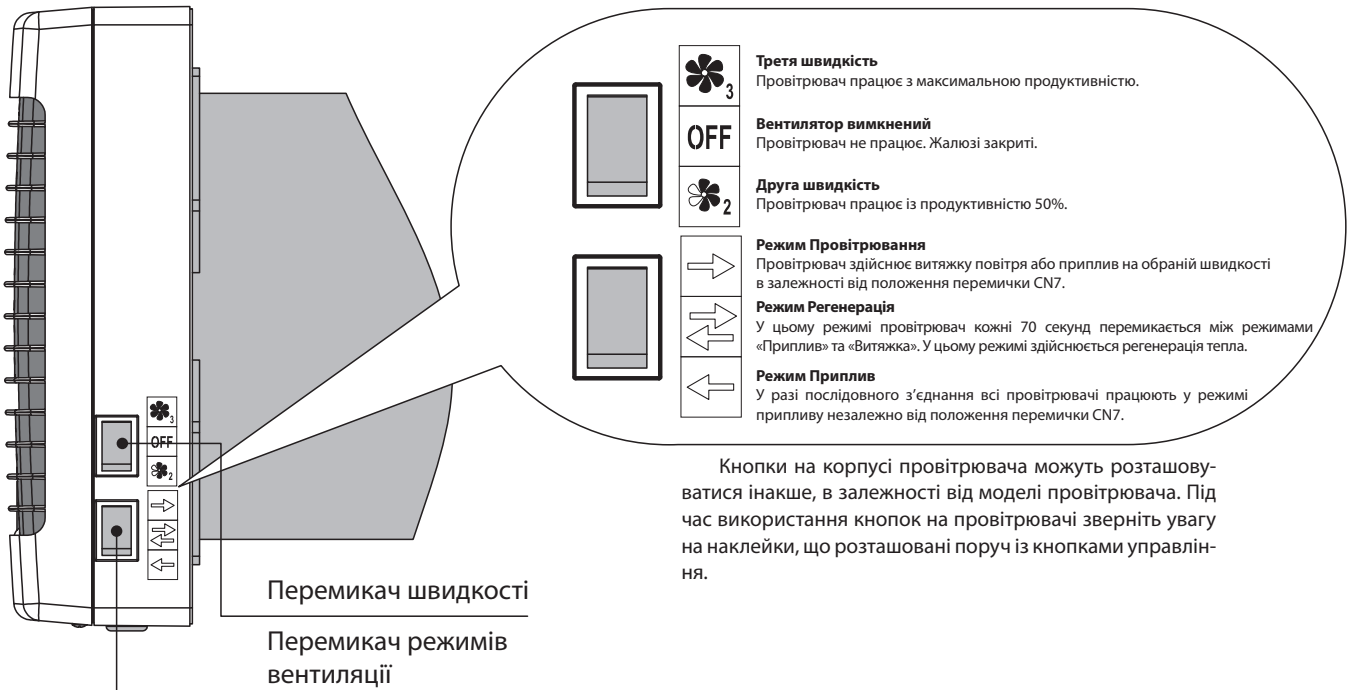 3
Третя швидкість
Провітрювач працює з максимальною продуктивністю.
OFF
Вентилятор вимкнений
Провітрювач не працює. Жалюзі закриті.
2
Друга швидкість
Провітрювач працює із продуктивністю 50%.
Режим Провітрювання
Провітрювач здійснює витяжку повітря або приплив на обраній швидкості
в залежності від положення перемички CN7.
Режим Регенерація
У цьому режимі провітрювач кожні 70 секунд перемикається між режимами
«Приплив» та «Витяжка». У цьому режимі здійснюється регенерація тепла.
Режим Приплив
У разі послідовного з’єднання всі провітрювачі працюють у режимі
припливу незалежно від положення перемички CN7.
3
OFF
2
Кнопки на корпусі провітрювача можуть розташову-
ватися інакше, в залежності від моделі провітрювача. Під
час використання кнопок на провітрювачі зверніть увагу
на наклейки, що розташовані поруч із кнопками управлін-
ня.
Перемикач швидкості
Перемикач режимів
вентиляції